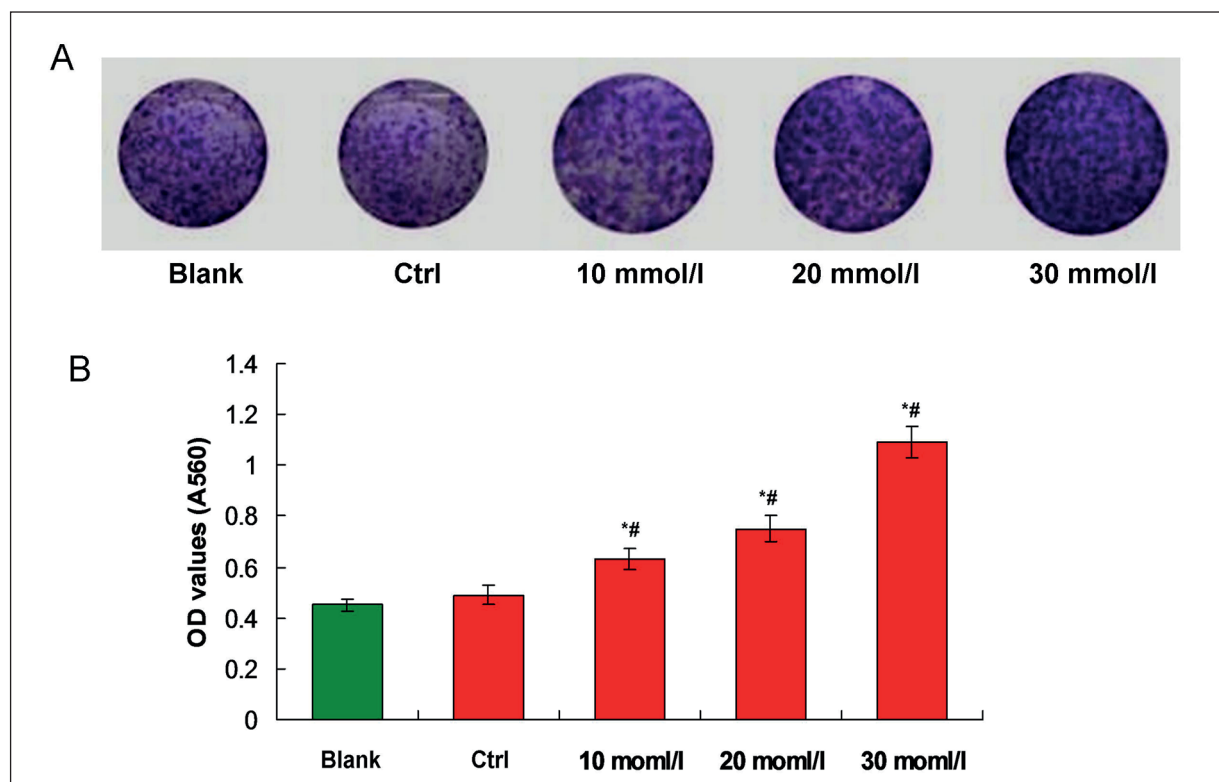 A
Blank Ctrl 10 mmol/l 20 mmol/l 30 mmol/l
B
OD values (A560)
1.4
1.2
1
0.8
0.6
0.4
0.2
0
*#
*#
*#
Blank Ctrl 10 moml/l 20 moml/l 30 moml/l